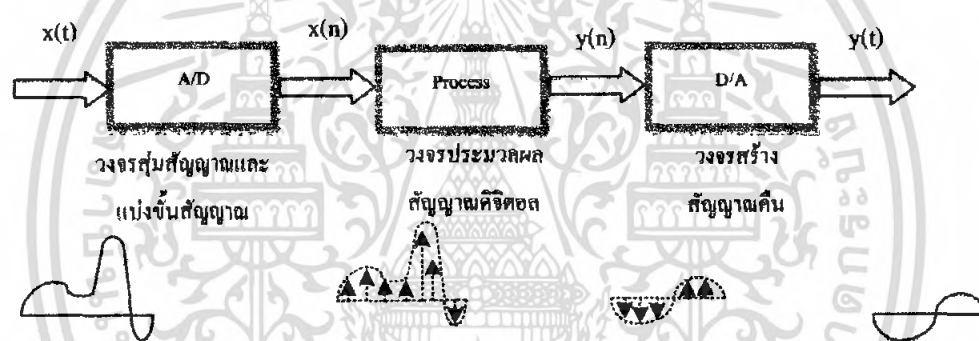 x(t)
x(n)
y(n)
y(t)
A/D
Process
D/A
วงจรสุ่มสัญญาณและ
แบ่งขั้นสัญญาณ
วงจรประมวลผล
สัญญาณดิจิตอล
วงจรสร้าง
สัญญาณคืน